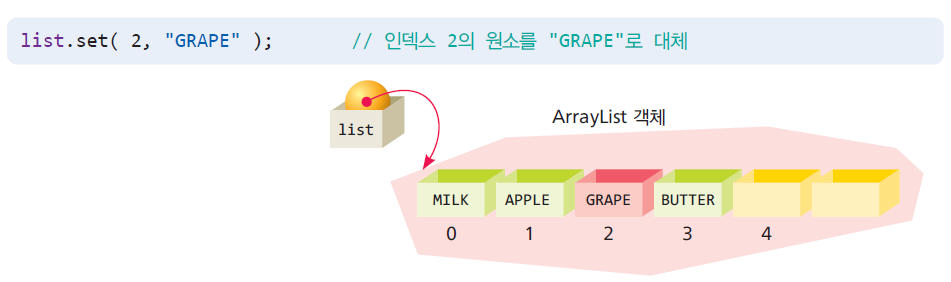 list.set( 2, "GRAPE" ); // 인덱스 2의 원소를 "GRAPE"로 대체
ArrayList 객체
list
MILK APPLE GRAPE BUTTER
0 1 2 3 4